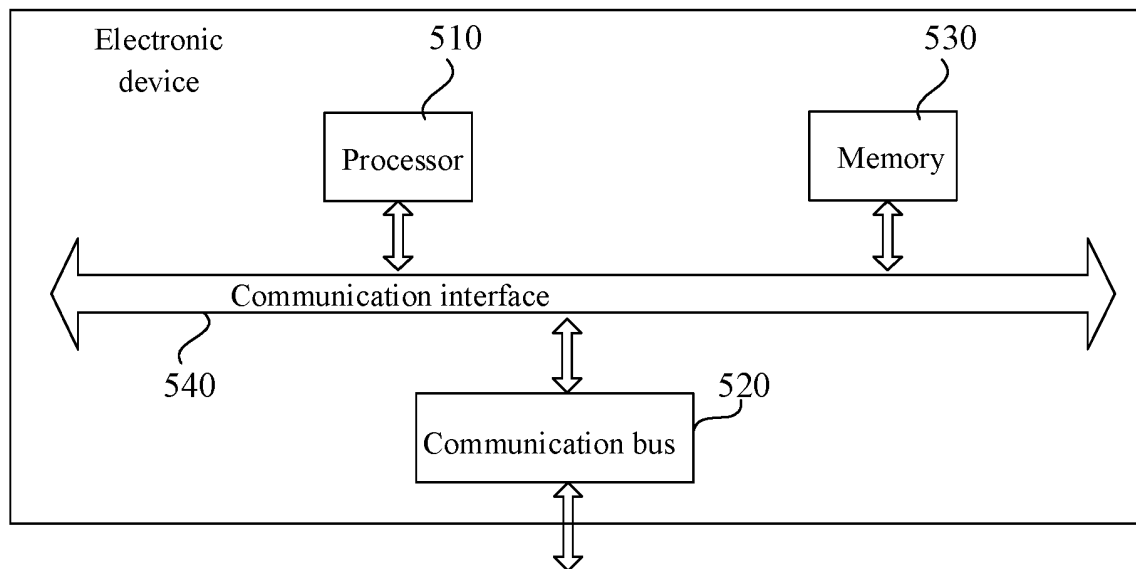 Electronic
device
510
530
Processor
Memory
Communication interface
540
520
Communication bus